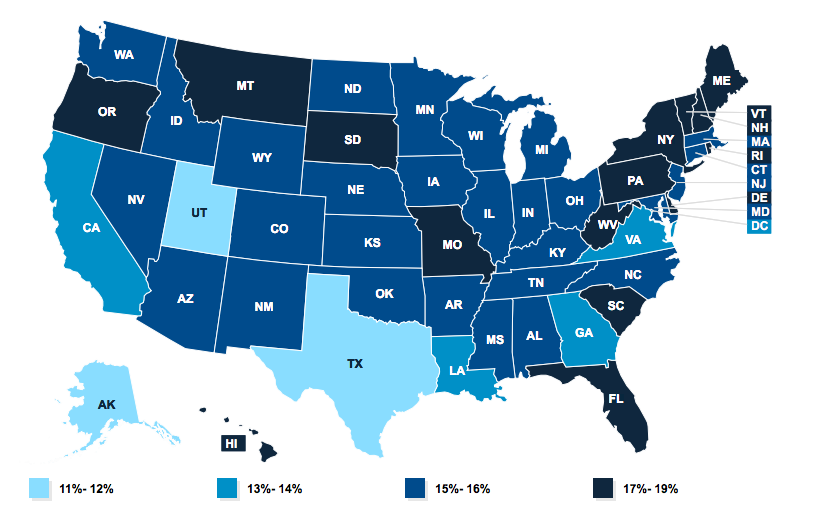 WA
MT
ME
OR
ND
MN
VT
NH
ID
SD
WI
NY
MA
RI
MI
CT
WY
PA
NJ
NE
IA
DE
OH
MD
UT
NV
IL
IN
WV
DC
CA
CO
VA
KS
MO
KY
NC
TN
AZ
OK
NM
AR
SC
MS
AL
GA
TX
LA
AK
FL
HI
11%- 12%
13%- 14%
15%- 16%
17%- 19%